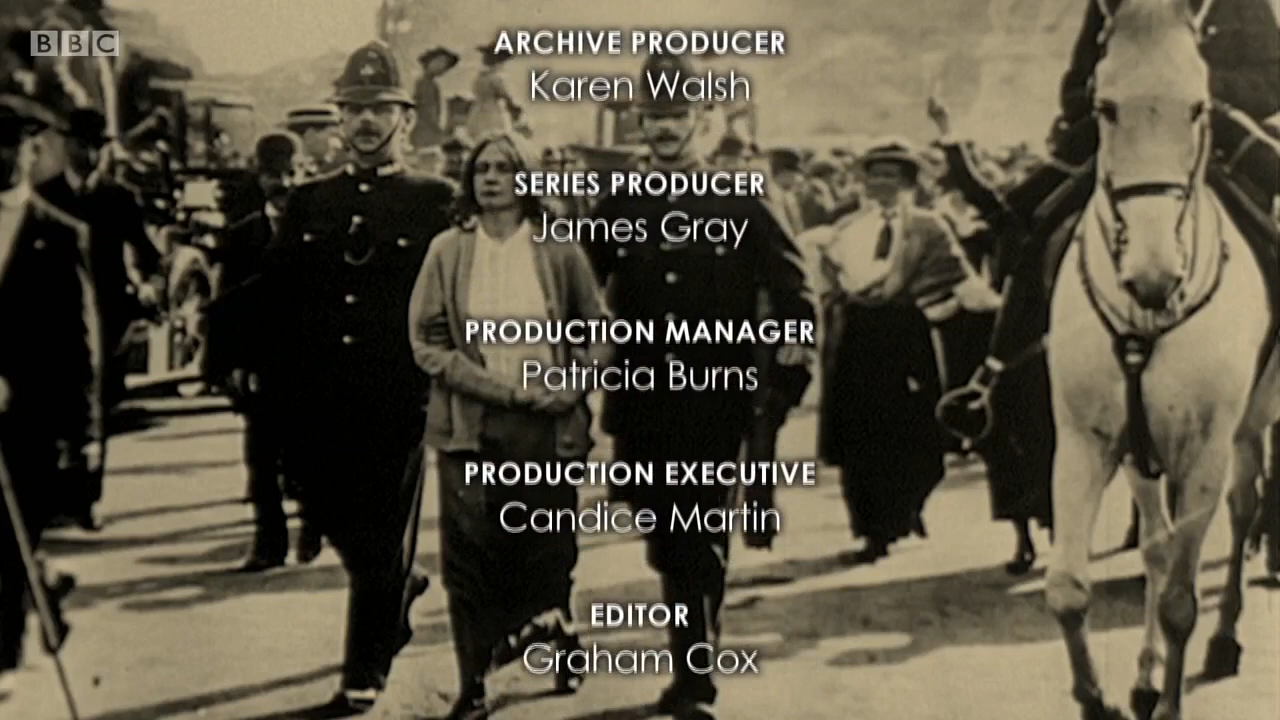 BBC
ARCHIVE PRODUCER
Karen Walsh
SERIES PRODUCER
James Gray
PRODUCTION MANAGER
Patricia Burns
PRODUCTION EXECUTIVE
Candice Martin
EDITOR
Graham Cox